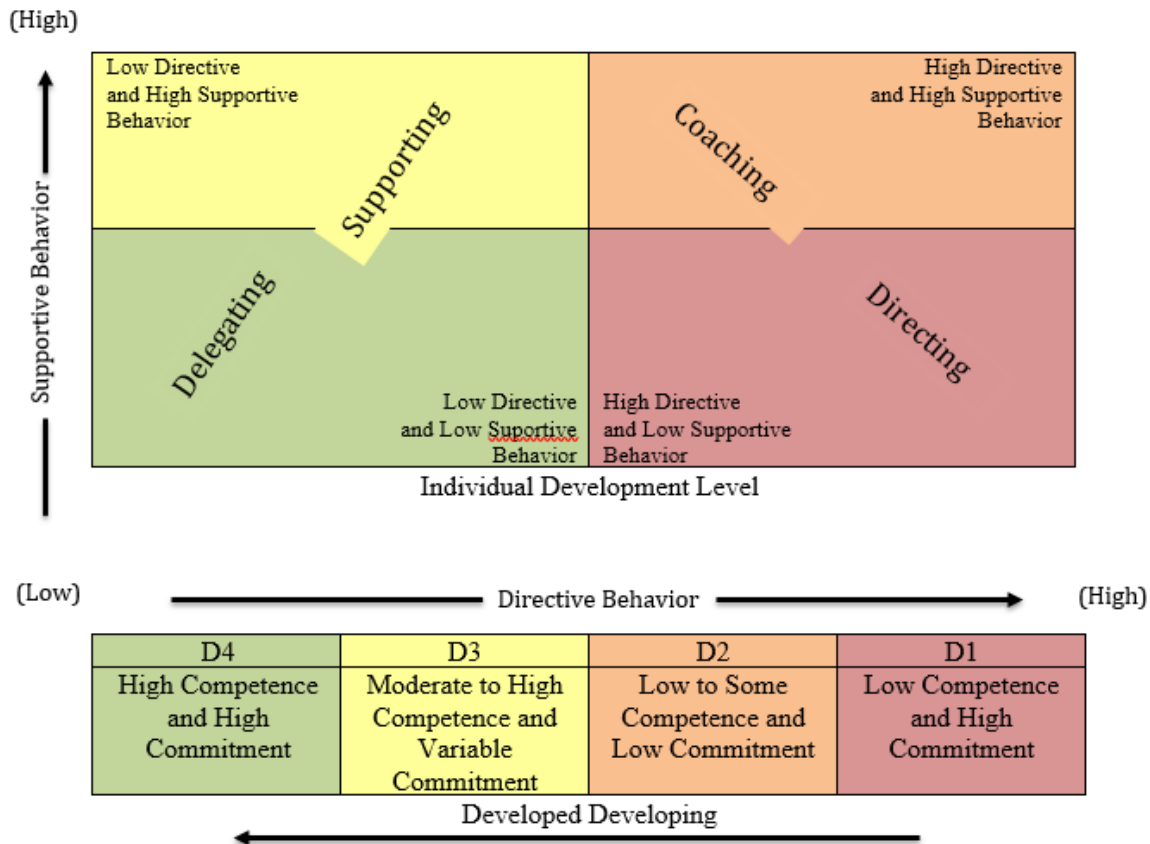 (High)
Low Directive
and High Supportive
Behavior
Supporting
Coaching
High Directive
and High Supportive
Behavior
Supportive Behavior
Delegating
Directing
Low Directive
and Low Suportive
Behavior
High Directive
and Low Supportive
Behavior
Individual Development Level
(Low)
Directive Behavior
(High)
D4
D3
D2
D1
High Competence
and High
Commitment
Moderate to High
Competence and
Variable
Commitment
Low to Some
Competence and
Low Commitment
Low Competence
and High
Commitment
Developed Developing